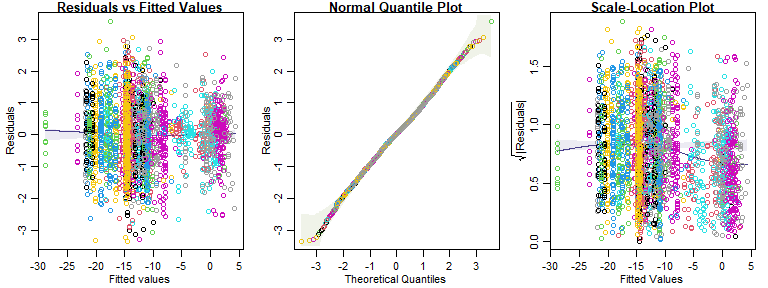 Residuals vs Fitted Values
Residuals
3
2
1
0
-1
-2
-3
-30 -25 -20 -15 -10 -5 0 5
Fitted values
Normal Quantile Plot
Residuals
3
2
1
0
-1
-2
-3
-3 -2 -1 0 1 2 3
Theoretical Quantiles
Scale-Location Plot
√|Residuals|
1.5
1.0
0.5
0.0
-30 -25 -20 -15 -10 -5 0 5
Fitted Values